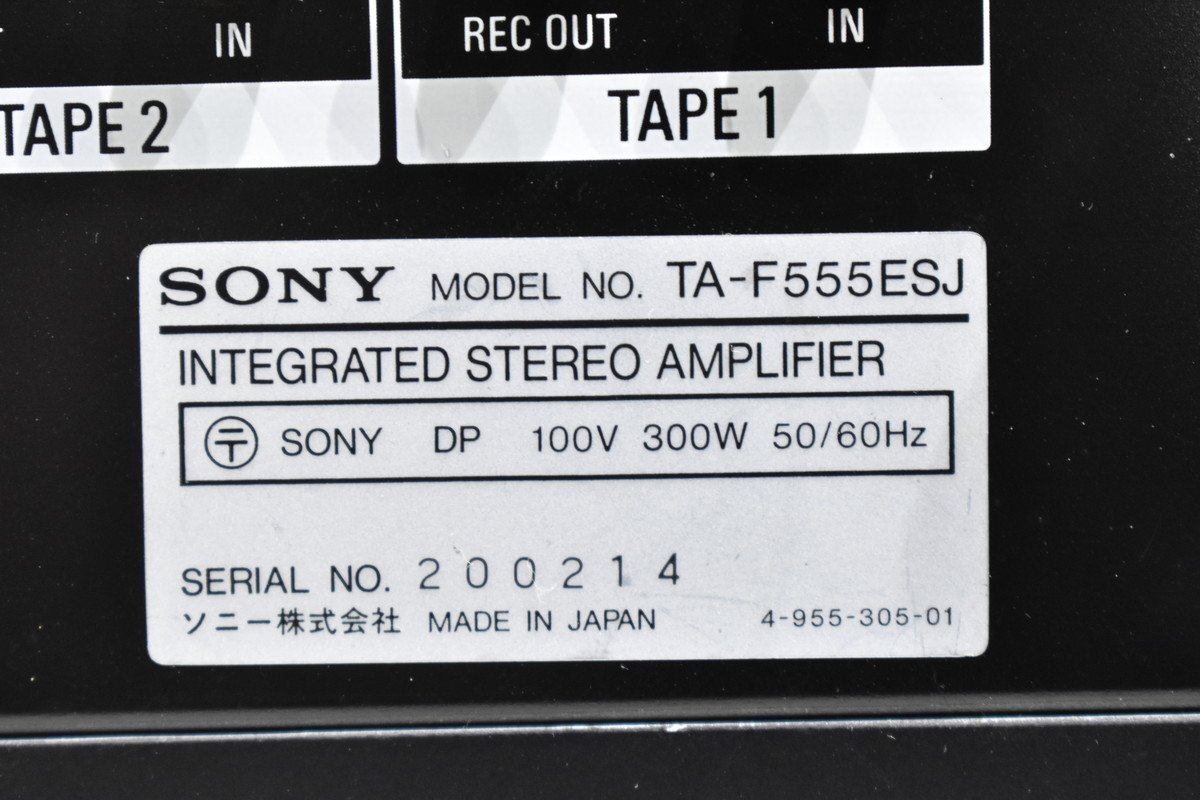 IN
REC OUT IN
TAPE 2
TAPE 1
SONY MODEL NO. TA-F555ESJ
INTEGRATED STEREO AMPLIFIER
〶 SONY DP 100V 300W 50/60Hz
SERIAL NO. 200214
ソニー株式会社 MADE IN JAPAN 4-955-305-01